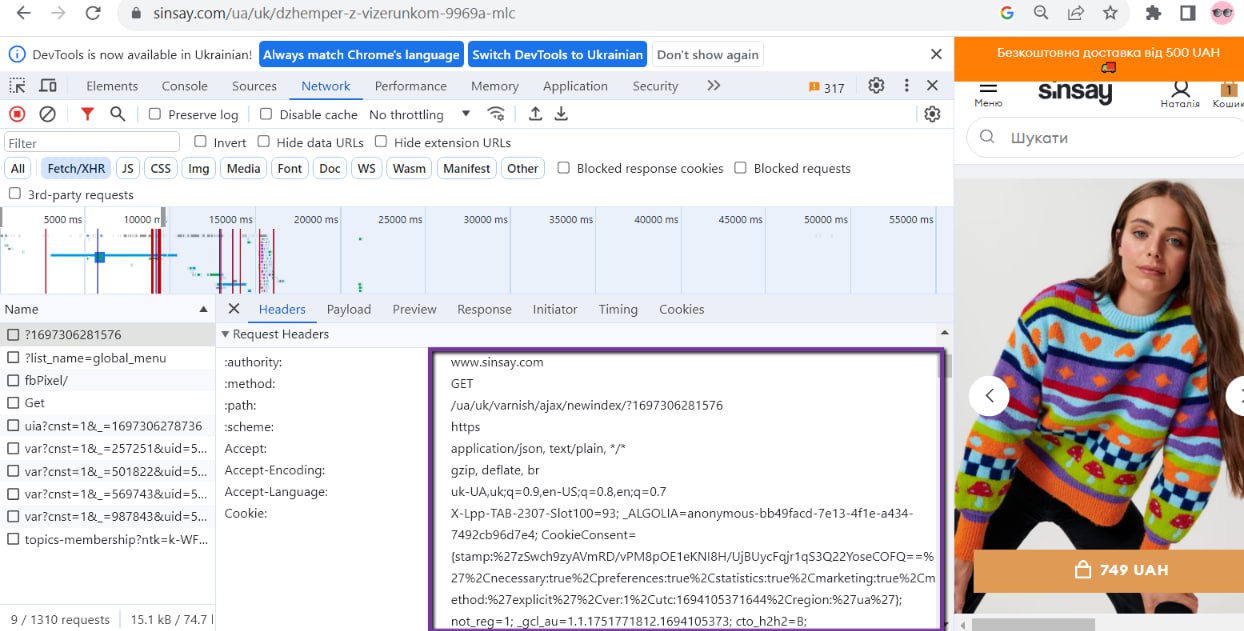 sinsay.com/ua/uk/dzhemper-z-vizerunkom-9969a-mlc
DevTools is now available in Ukrainian! Always match Chrome's language Switch DevTools to Ukrainian Don't show again
Elements Console Sources Network Performance Memory Application Security 317
Preserve log Disable cache No throttling
Filter Invert Hide data URLs Hide extension URLs
All Fetch/XHR JS CSS Img Media Font Doc WS Wasm Manifest Other Blocked response cookies Blocked requests
3rd-party requests
5000 ms 10000 m 15000 ms 20000 ms 25000 ms 30000 ms 35000 ms 40000 ms 45000 ms 50000 ms 55000 ms
Name
?1697306281576
?list_name=global_menu
fbPixel/
Get
uia?cnst=1&_=1697306278736
var?cnst=1&_=257251&uid=5...
var?cnst=1&_=501822&uid=5...
var?cnst=1&_=569743&uid=5...
var?cnst=1&_=987843&uid=5...
topics-membership?ntk=k-WF...
9 / 1310 requests 15.1 kB / 74.7
Headers Payload Preview Response Initiator Timing Cookies
Request Headers
:authority: www.sinsay.com
:method: GET
:path: /ua/uk/varnish/ajax/newindex/?1697306281576
:scheme: https
Accept: application/json, text/plain, */*
Accept-Encoding: gzip, deflate, br
Accept-Language: uk-UA,uk;q=0.9,en-US;q=0.8,en;q=0.7
Cookie: X-Lpp-TAB-2307-Slot100=93; _ALGOLIA=anonymous-bb49facd-7e13-4f1e-a434-
7492cb96d7e4; CookieConsent=
{stamp:%27zSwch9zyAVmRD/vPM8pOE1eKNI8H/UjBUycFqjr1qS3Q22YoseCOFQ==%
27%2Cnecessary:true%2Cpreferences:true%2Cstatistics:true%2Cmarketing:true%2Cm
ethod:%27explicit%27%2Cver:1%2Cutc:1694105371644%2Cregion:%27ua%27};
not_reg=1; _gcl_au=1.1.1751771812.1694105373; cto_h2h2=B;
Безкоштовна доставка від 500 UAH
Меню sinsay Наталія 1 Кошик
Шукати
749 UAH